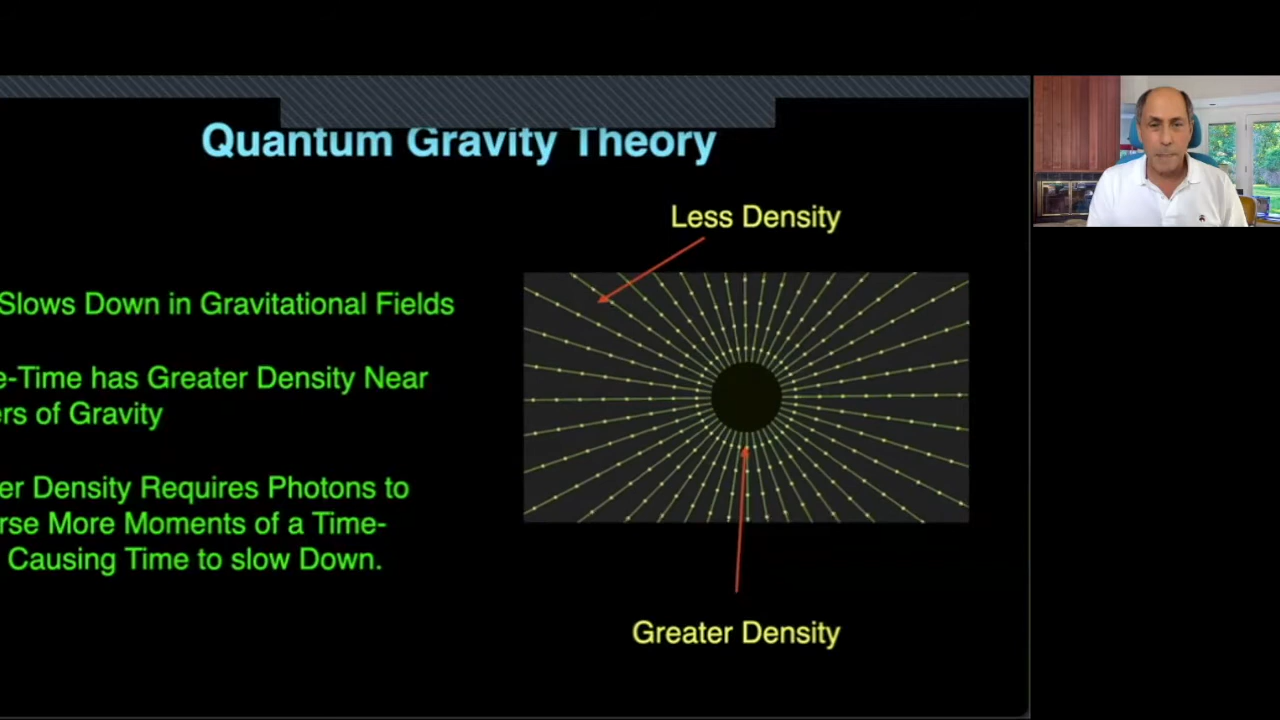 Quantum Gravity Theory
Less Density
Slows Down in Gravitational Fields
e-Time has Greater Density Near
ers of Gravity
er Density Requires Photons to
rse More Moments of a Time-
Causing Time to slow Down.
Greater Density